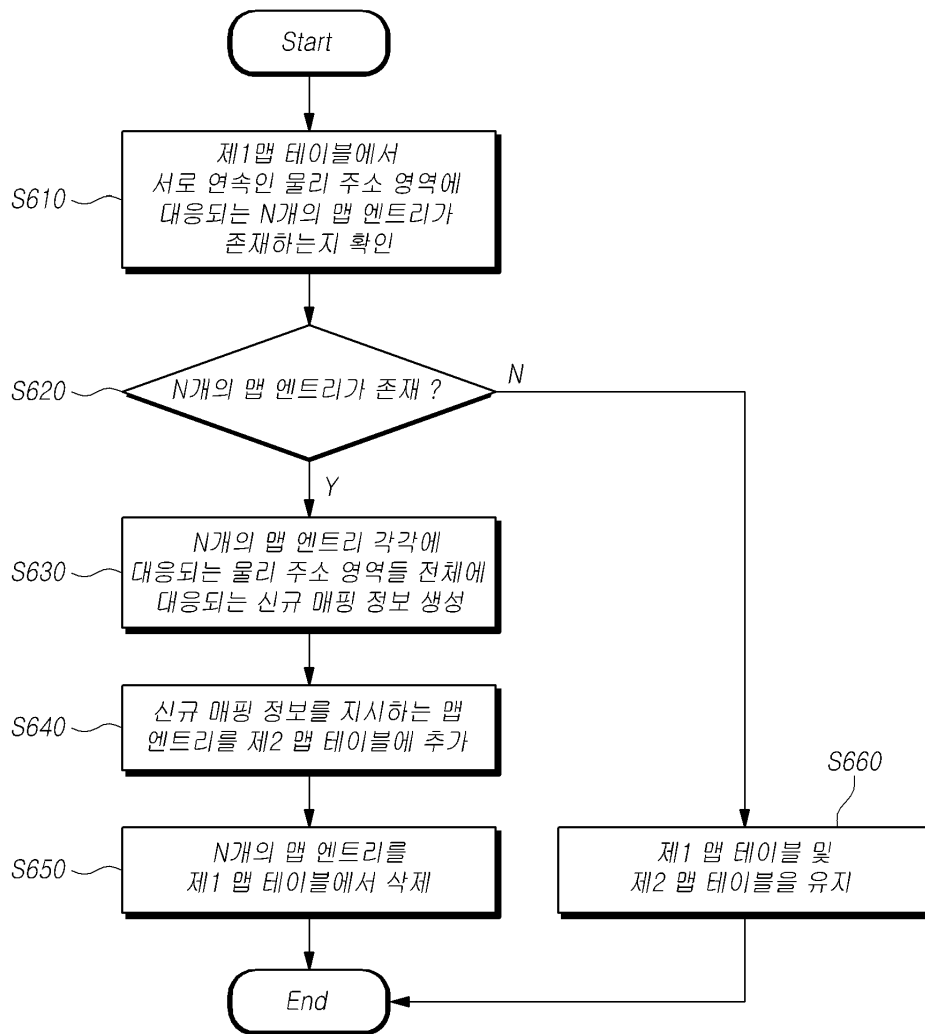 Start
S610
제1맵 테이블에서
서로 연속인 물리 주소 영역에
대응되는 N개의 맵 엔트리가
존재하는지 확인
S620
N개의 맵 엔트리가 존재 ?
N
Y
S630
N개의 맵 엔트리 각각에
대응되는 물리 주소 영역들 전체에
대응되는 신규 매핑 정보 생성
S640
신규 매핑 정보를 지시하는 맵
엔트리를 제2 맵 테이블에 추가
S650
N개의 맵 엔트리를
제1 맵 테이블에서 삭제
S660
제1 맵 테이블 및
제2 맵 테이블을 유지
End